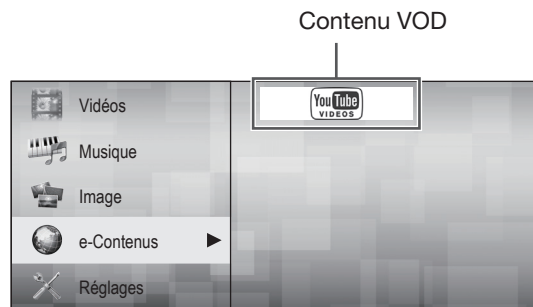 Contenu VOD
You Tube
VIDEOS
Vidéos
Musique
Image
e-Contenus
Réglages